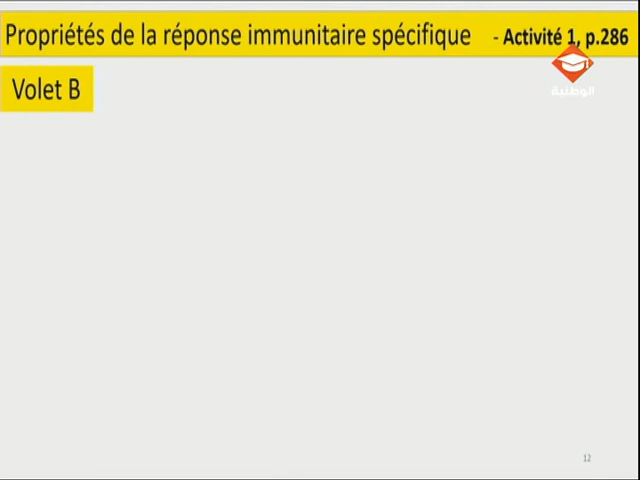 Propriétés de la réponse immunitaire spécifique - Activité 1, p.286
الوطنية
Volet B
12